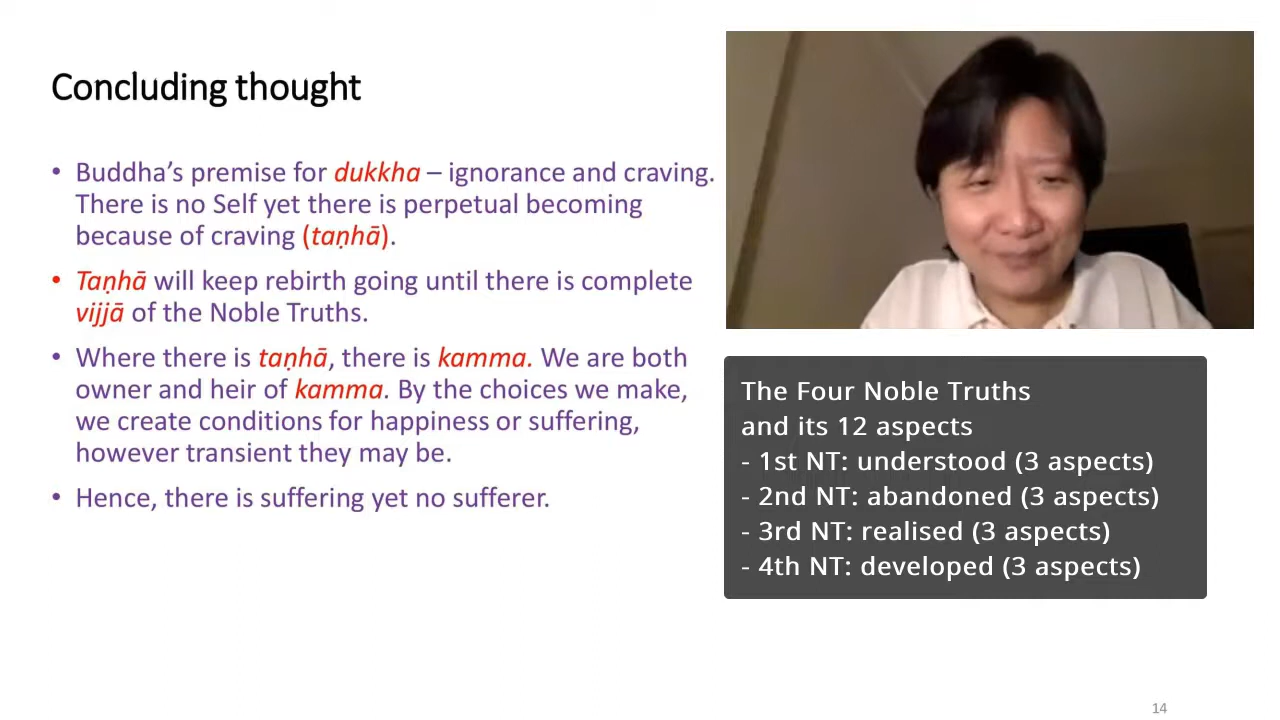 Concluding thought
• Buddha’s premise for dukkha – ignorance and craving.
There is no Self yet there is perpetual becoming
because of craving (taṇhā).
• Taṇhā will keep rebirth going until there is complete
vijjā of the Noble Truths.
• Where there is taṇhā, there is kamma. We are both
owner and heir of kamma. By the choices we make,
we create conditions for happiness or suffering,
however transient they may be.
• Hence, there is suffering yet no sufferer.
The Four Noble Truths
and its 12 aspects
- 1st NT: understood (3 aspects)
- 2nd NT: abandoned (3 aspects)
- 3rd NT: realised (3 aspects)
- 4th NT: developed (3 aspects)
14